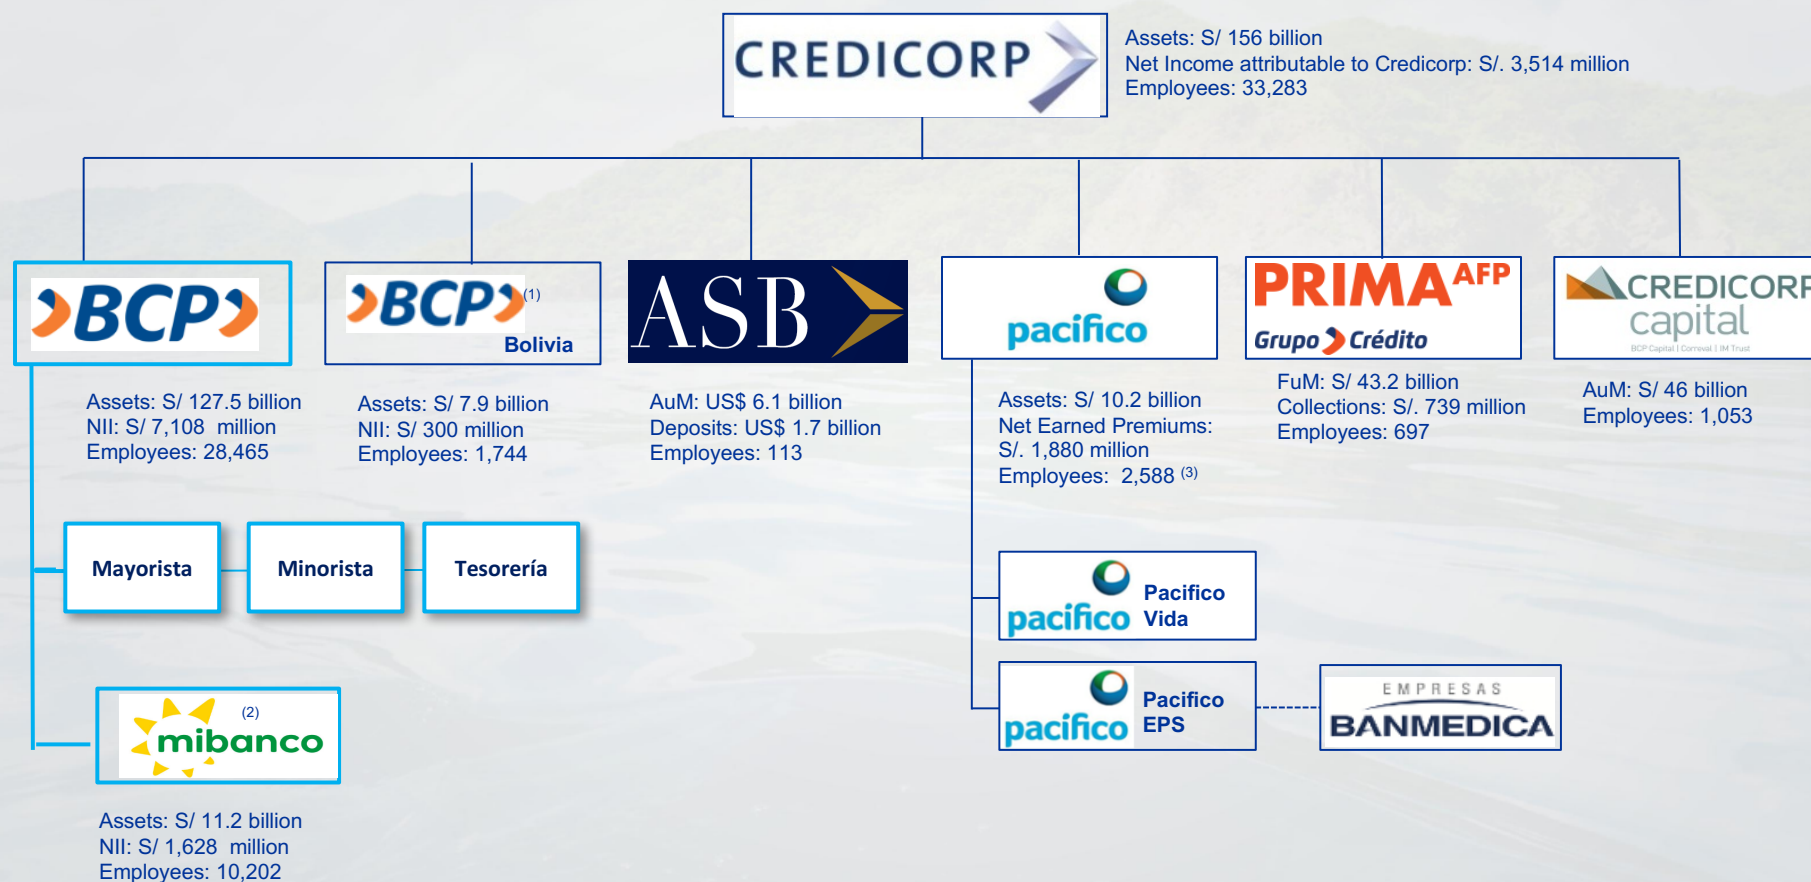 CREDICORP
Assets: S/ 156 billion
Net Income attributable to Credicorp: S/. 3,514 million
Employees: 33,283
BCP
Assets: S/ 127.5 billion
NII: S/ 7,108 million
Employees: 28,465
BCP (1)
Bolivia
Assets: S/ 7.9 billion
NII: S/ 300 million
Employees: 1,744
ASB
AuM: US$ 6.1 billion
Deposits: US$ 1.7 billion
Employees: 113
pacifico
Assets: S/ 10.2 billion
Net Earned Premiums:
S/. 1,880 million
Employees: 2,588 (3)
PRIMA AFP
Grupo Crédito
FuM: S/ 43.2 billion
Collections: S/. 739 million
Employees: 697
CREDICORP
capital
BCP Capital | Correval | IM Trust
AuM: S/ 46 billion
Employees: 1,053
Mayorista
Minorista
Tesorería
(2)
mibanco
Assets: S/ 11.2 billion
NII: S/ 1,628 million
Employees: 10,202
pacifico
Pacifico
Vida
pacifico
Pacifico
EPS
EMPRESAS
BANMEDICA